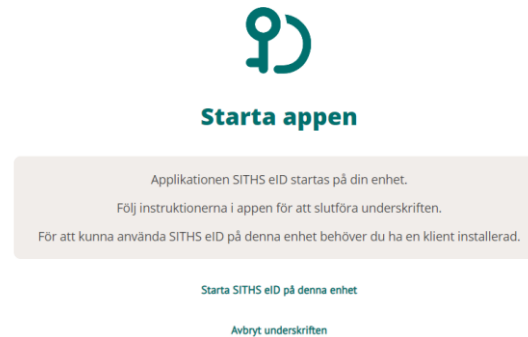 Starta appen
Applikationen SITHS eID startas på din enhet.
Följ instruktionerna i appen för att slutföra underskriften.
För att kunna använda SITHS eID på denna enhet behöver du ha en klient installerad.
Starta SITHS eID på denna enhet
Avbryt underskriften